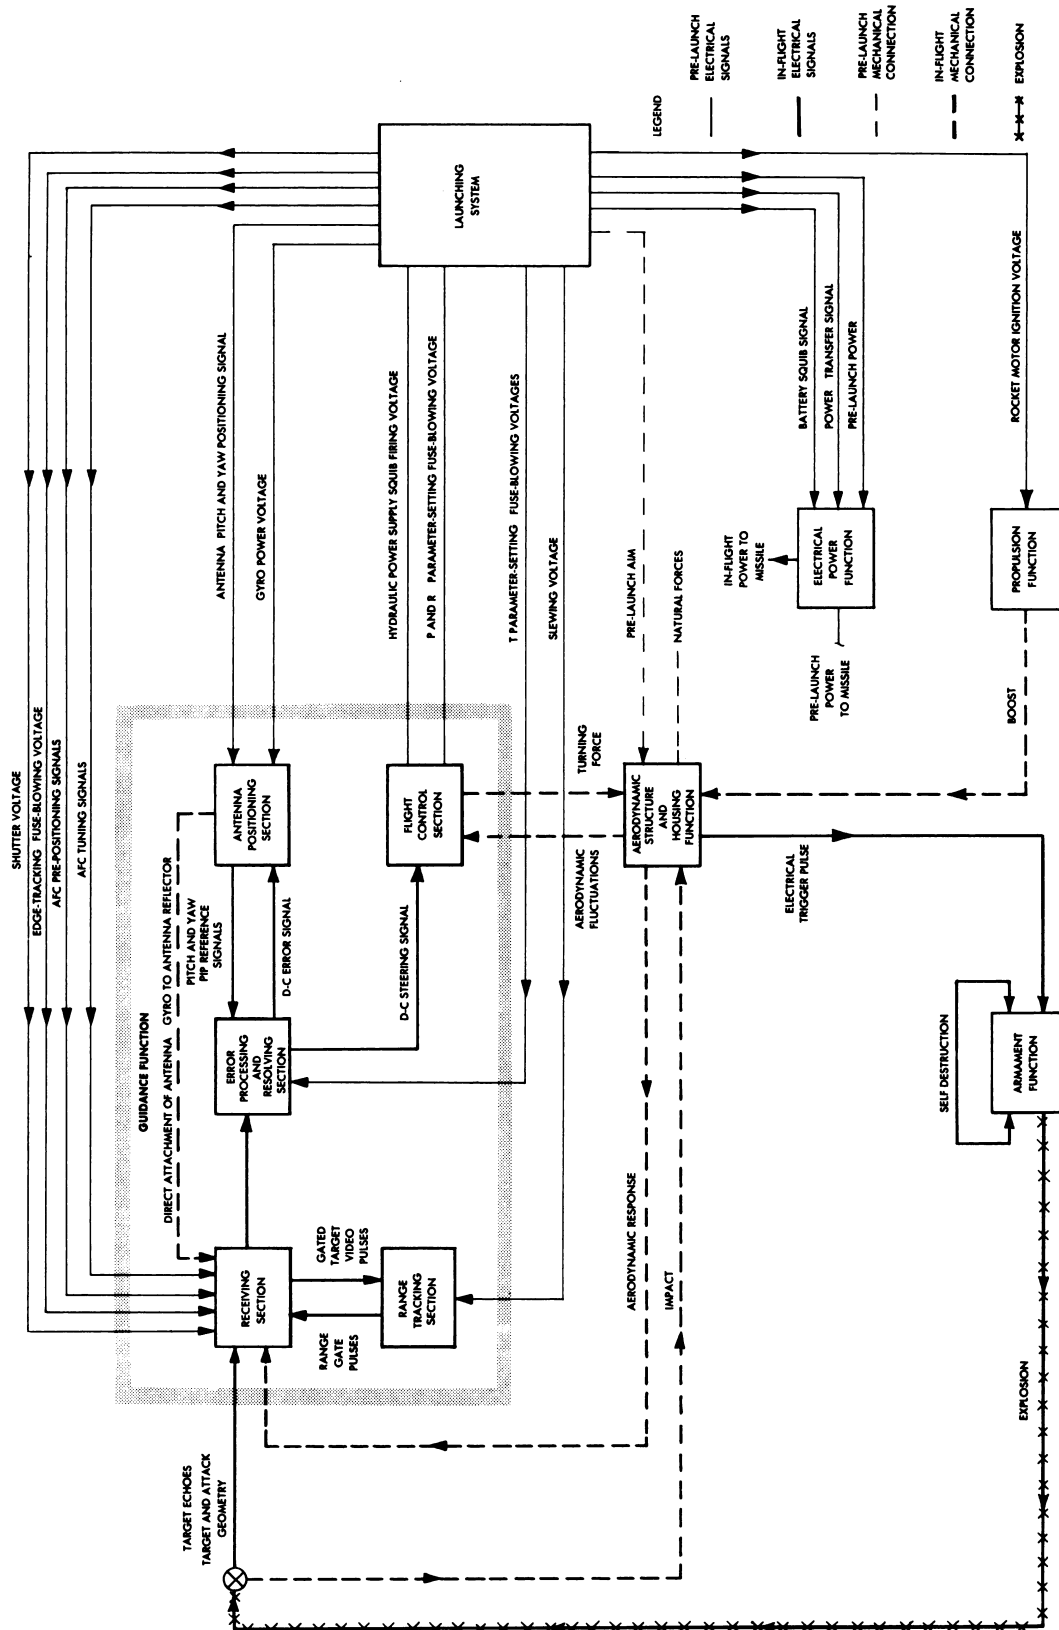 SHUTTER VOLTAGE
EDGE-TRACKING FUSE-BLOWING VOLTAGE
AFC PRE-POSITIONING SIGNALS
AFC TUNING SIGNALS
GUIDANCE FUNCTION
DIRECT ATTACHMENT OF ANTENNA GYRO TO ANTENNA REFLECTOR
PITCH AND YAW
PIP REFERENCE
SIGNALS
D-C ERROR SIGNAL
ANTENNA
POSITIONING
SECTION
ANTENNA PITCH AND YAW POSITIONING SIGNAL
GYRO POWER VOLTAGE
LAUNCHING
SYSTEM
TARGET ECHOES
TARGET AND ATTACK
GEOMETRY
RECEIVING
SECTION
ERROR
PROCESSING
AND
RESOLVING
SECTION
GATED
TARGET
VIDEO
PULSES
RANGE
GATE
PULSES
RANGE
TRACKING
SECTION
D-C STEERING SIGNAL
FLIGHT
CONTROL
SECTION
HYDRAULIC POWER SUPPLY SQUIB FIRING VOLTAGE
P AND R PARAMETER-SETTING FUSE-BLOWING VOLTAGE
T PARAMETER-SETTING FUSE-BLOWING VOLTAGES
SLEWING VOLTAGE
AERODYNAMIC
FLUCTUATIONS
TURNING
FORCE
PRE-LAUNCH AIM
NATURAL FORCES
AERODYNAMIC
STRUCTURE
AND
HOUSING
FUNCTION
AERODYNAMIC RESPONSE
IMPACT
ELECTRICAL
TRIGGER PULSE
IN-FLIGHT
POWER TO
MISSILE
PRE-LAUNCH
POWER
TO MISSILE
ELECTRICAL
POWER
FUNCTION
BATTERY SQUIB SIGNAL
POWER TRANSFER SIGNAL
PRE-LAUNCH POWER
SELF DESTRUCTION
ARMAMENT
FUNCTION
EXPLOSION
BOOST
PROPULSION
FUNCTION
ROCKET MOTOR IGNITION VOLTAGE
LEGEND
PRE-LAUNCH
ELECTRICAL
SIGNALS
IN-FLIGHT
ELECTRICAL
SIGNALS
PRE-LAUNCH
MECHANICAL
CONNECTION
IN-FLIGHT
MECHANICAL
CONNECTION
EXPLOSION